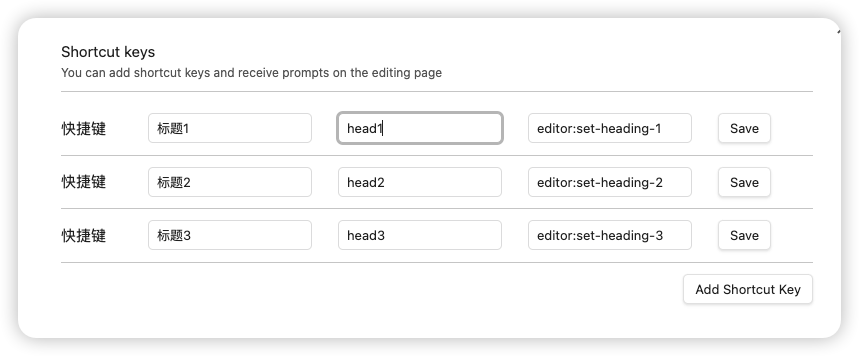 Shortcut keys
You can add shortcut keys and receive prompts on the editing page
快捷键 标题1 head1 editor:set-heading-1 Save
快捷键 标题2 head2 editor:set-heading-2 Save
快捷键 标题3 head3 editor:set-heading-3 Save
Add Shortcut Key